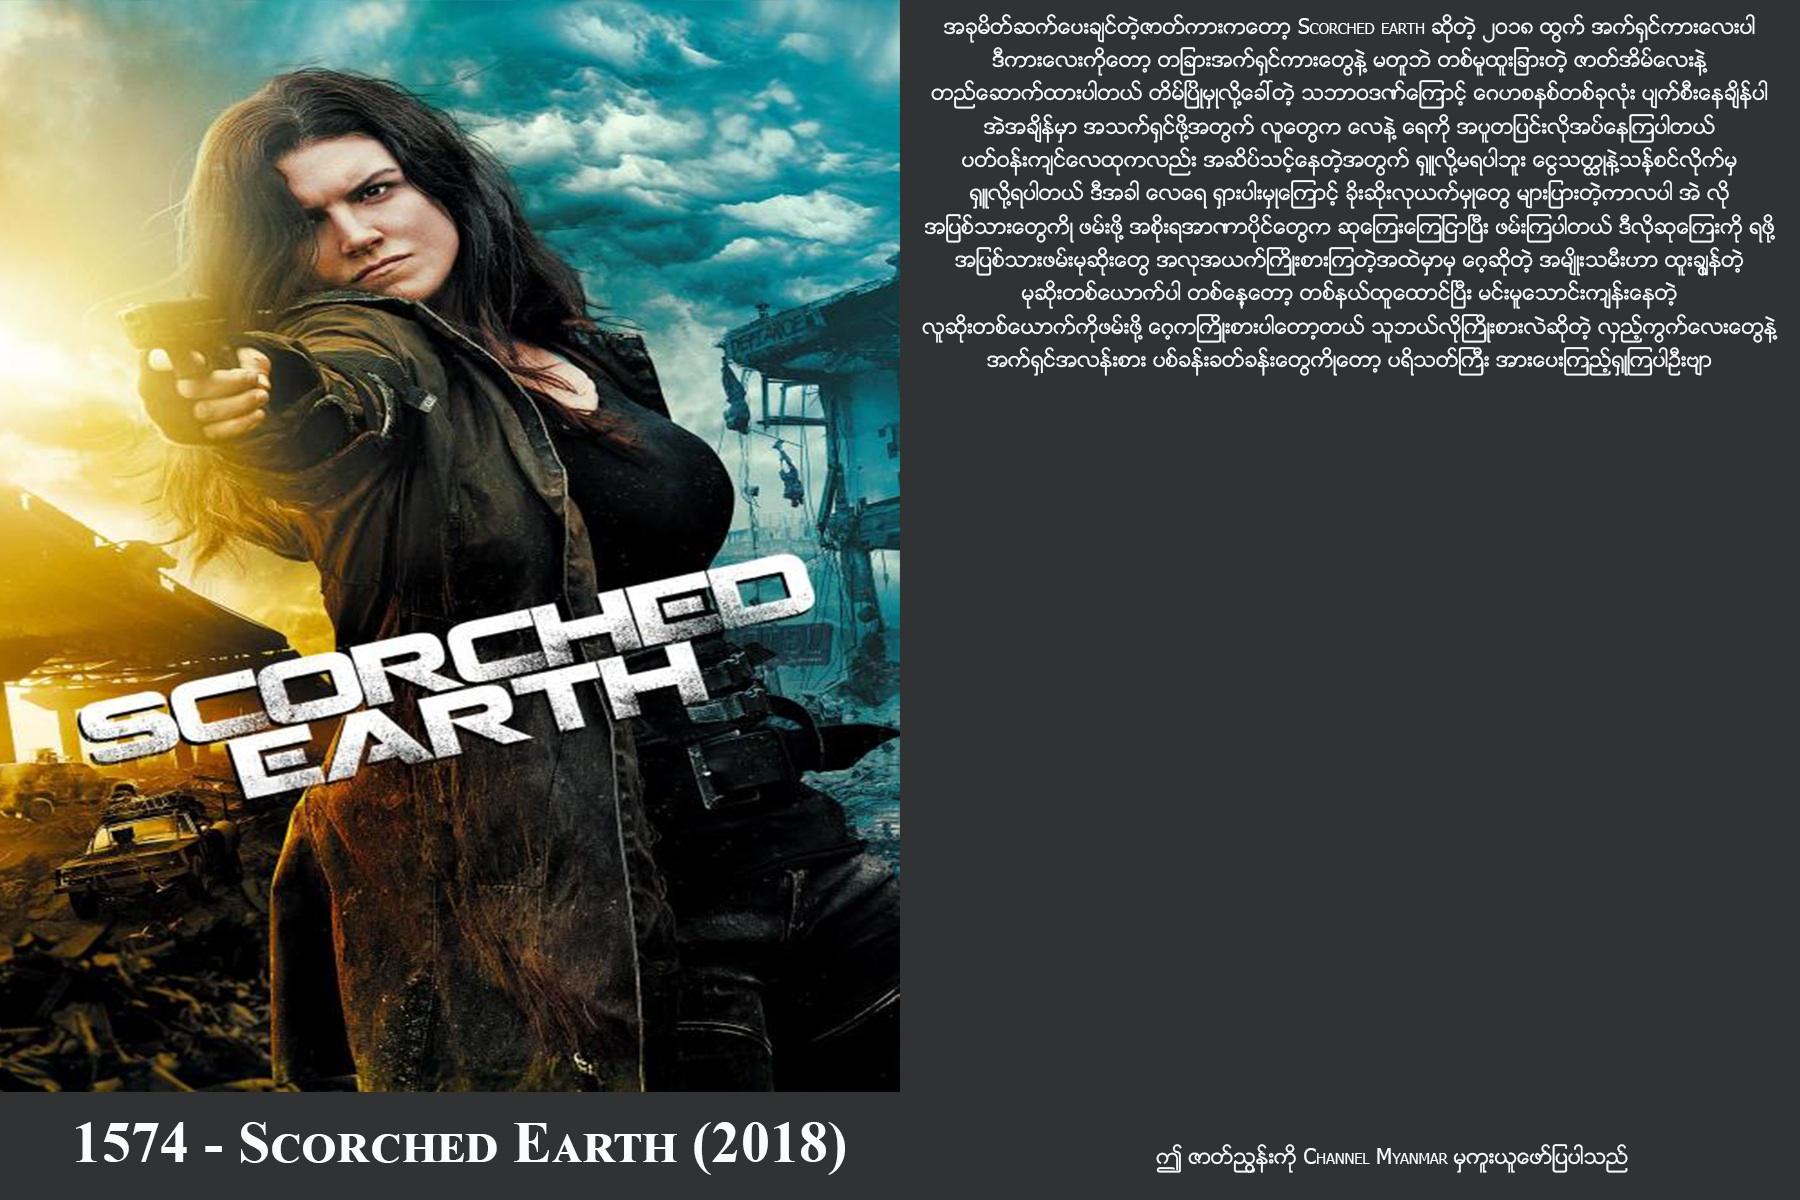 SCORCHED
EARTH
1574 - Scorched Earth (2018)
အခုမိတ်ဆက်ပေးချင်တဲ့ဇာတ်ကားကတော့ Scorched earth ဆိုတဲ့ ၂၀၁၈ ထွက် အက်ရှင်ကားလေးပါ
ဒီကားလေးကိုတော့ တခြားအက်ရှင်ကားတွေနဲ့ မတူဘဲ တစ်မူထူးခြားတဲ့ ဇာတ်အိမ်လေးနဲ့
တည်ဆောက်ထားပါတယ် တိမ်ပြိုမှုလို့ခေါ်တဲ့ သဘာဝဒဏ်ကြောင့် ဂေဟစနစ်တစ်ခုလုံး ပျက်စီးနေချိန်ပါ
အဲအချိန်မှာ အသက်ရှင်ဖို့အတွက် လူတွေက လေနဲ့ ရေကို အပူတပြင်းလိုအပ်နေကြပါတယ်
ပတ်ဝန်းကျင်လေထုကလည်း အဆိပ်သင့်နေတဲ့အတွက် ရှူလို့မရပါဘူး ငွေသတ္ထုနဲ့သန့်စင်လိုက်မှ
ရှူလို့ရပါတယ် ဒီအခါ လေရေ ရှားပါးမှုကြောင့် ခိုးဆိုးလုယက်မှုတွေ များပြားတဲ့ကာလပါ အဲ လို
အပြစ်သားတွေကို ဖမ်းဖို့ အစိုးရအာဏာပိုင်တွေက ဆုကြေးကြေငြာပြီး ဖမ်းကြပါတယ် ဒီလိုဆုကြေးကို ရဖို့
အပြစ်သားဖမ်းမုဆိုးတွေ အလုအယက်ကြိုးစားကြတဲ့အထဲမှာမှ ဂေ့ဆိုတဲ့ အမျိုးသမီးဟာ ထူးချွန်တဲ့
မုဆိုးတစ်ယောက်ပါ တစ်နေ့တော့ တစ်နယ်ထူထောင်ပြီး မင်းမူသောင်းကျန်းနေတဲ့
လူဆိုးတစ်ယောက်ကိုဖမ်းဖို့ ဂေ့ကကြိုးစားပါတော့တယ် သူဘယ်လိုကြိုးစားလဲဆိုတဲ့ လှည့်ကွက်လေးတွေနဲ့
အက်ရှင်အလန်းစား ပစ်ခန်းခတ်ခန်းတွေကိုတော့ ပရိသတ်ကြီး အားပေးကြည့်ရှုကြပါဦးဗျာ
ဤ ဇာတ်ညွှန်းကို Channel Myanmar မှကူးယူဖော်ပြပါသည်